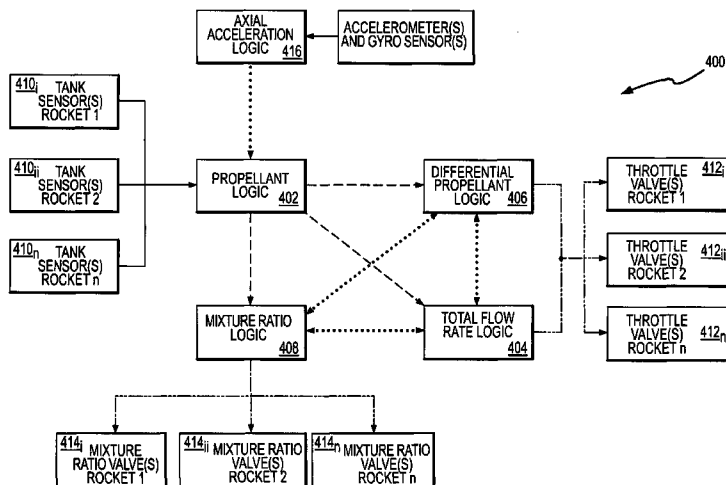 AXIAL
ACCELERATION
LOGIC 416
ACCELEROMETER(S)
AND GYRO SENSOR(S)
400
410i TANK
SENSOR(S)
ROCKET 1
410ii TANK
SENSOR(S)
ROCKET 2
410n TANK
SENSOR(S)
ROCKET n
PROPELLANT
LOGIC
402
DIFFERENTIAL
PROPELLANT
LOGIC 406
THROTTLE 412i
VALVE(S)
ROCKET 1
THROTTLE
VALVE(S) 412ii
ROCKET 2
THROTTLE
VALVE(S) 412n
ROCKET n
MIXTURE RATIO
LOGIC
408
TOTAL FLOW
RATE LOGIC
404
414i MIXTURE
RATIO VALVE(S)
ROCKET 1
414ii MIXTURE RATIO
VALVE(S)
ROCKET 2
414n MIXTURE RATIO
VALVE(S)
ROCKET n